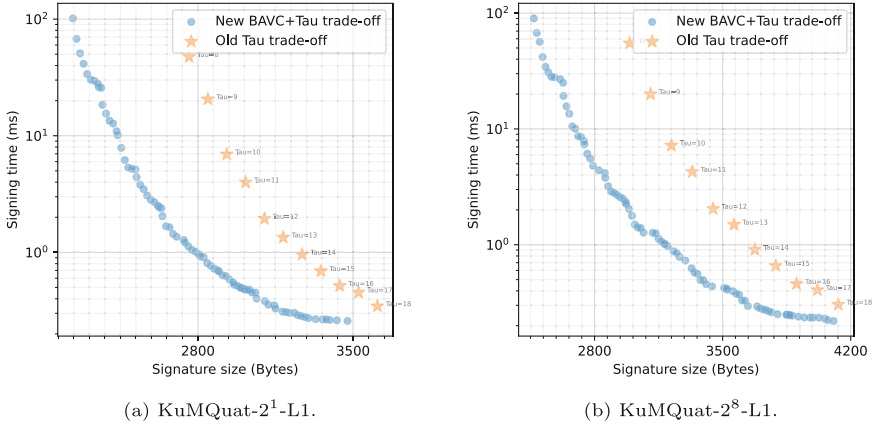 New BAVC+Tau trade-off
Old Tau trade-off
Tau=8
Tau=9
Tau=10
Tau=11
Tau=12
Tau=13
Tau=14
Tau=15
Tau=16
Tau=17
Tau=18
10²
10¹
10⁰
Signing time (ms)
2800
3500
Signature size (Bytes)
(a) KuMQuat-2¹-L1.
New BAVC+Tau trade-off
Old Tau trade-off
Tau=9
Tau=10
Tau=11
Tau=12
Tau=13
Tau=14
Tau=15
Tau=16
Tau=17
Tau=18
10²
10¹
10⁰
Signing time (ms)
2800
3500
4200
Signature size (Bytes)
(b) KuMQuat-2⁸-L1.